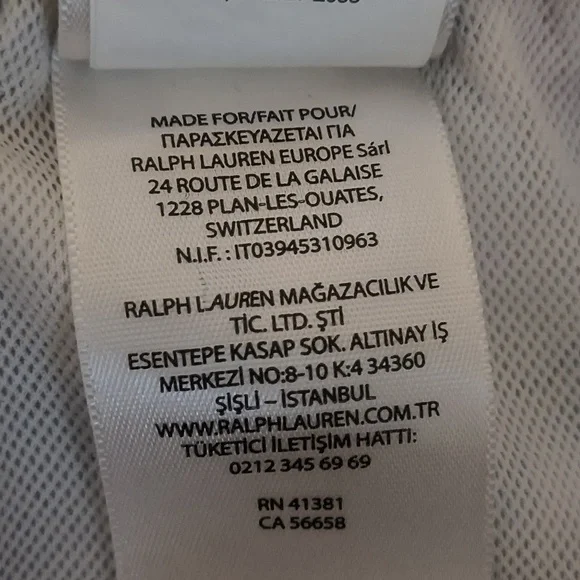 MADE FOR/FAIT POUR/
ΠΑΡΑΣΚΕΥΑΖΕΤΑΙ ΓΙΑ
RALPH LAUREN EUROPE Sárl
24 ROUTE DE LA GALAISE
1228 PLAN-LES-OUATES,
SWITZERLAND
N.I.F. : IT03945310963
RALPH LAUREN MAĞAZACILIK VE
TİC. LTD. ŞTİ
ESENTEPE KASAP SOK. ALTINAY İŞ
MERKEZİ NO:8-10 K:4 34360
ŞİŞLİ – İSTANBUL
WWW.RALPHLAUREN.COM.TR
TÜKETİCİ İLETİŞİM HATTI:
0212 345 69 69
RN 41381
CA 56658